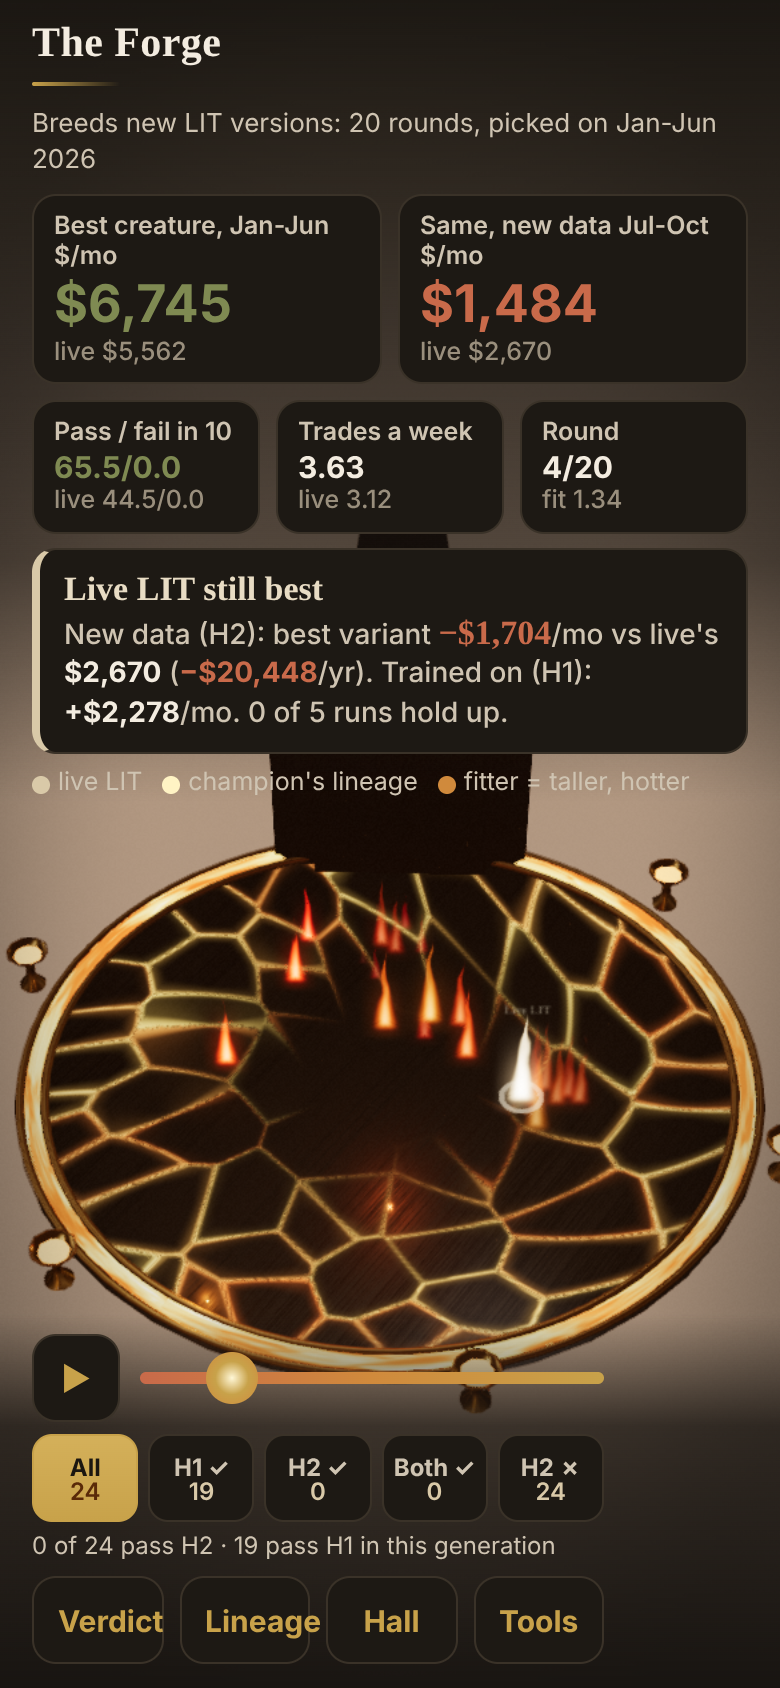 The Forge
Breeds new LIT versions: 20 rounds, picked on Jan-Jun
2026
Best creature, Jan-Jun
$/mo
$6,745
live $5,562
Same, new data Jul-Oct
$/mo
$1,484
live $2,670
Pass / fail in 10
65.5/0.0
live 44.5/0.0
Trades a week
3.63
live 3.12
Round
4/20
fit 1.34
Live LIT still best
New data (H2): best variant −$1,704/mo vs live's
$2,670 (−$20,448/yr). Trained on (H1):
+$2,278/mo. 0 of 5 runs hold up.
live LIT champion's lineage fitter = taller, hotter
LIT
All
24
H1 ✓
19
H2 ✓
0
Both ✓
0
H2 ×
24
0 of 24 pass H2 · 19 pass H1 in this generation
Verdict
Lineage
Hall
Tools